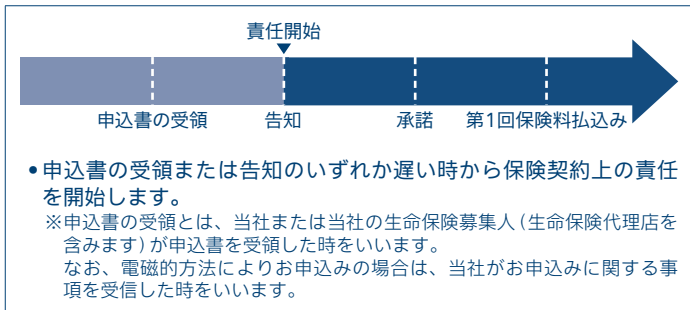 責任開始
申込書の受領 告知 承諾 第1回保険料払込み
•申込書の受領または告知のいずれか遅い時から保険契約上の責任
を開始します。
※申込書の受領とは、当社または当社の生命保険募集人(生命保険代理店を
含みます)が申込書を受領した時をいいます。
なお、電磁的方法によりお申込みの場合は、当社がお申込みに関する事
項を受信した時をいいます。